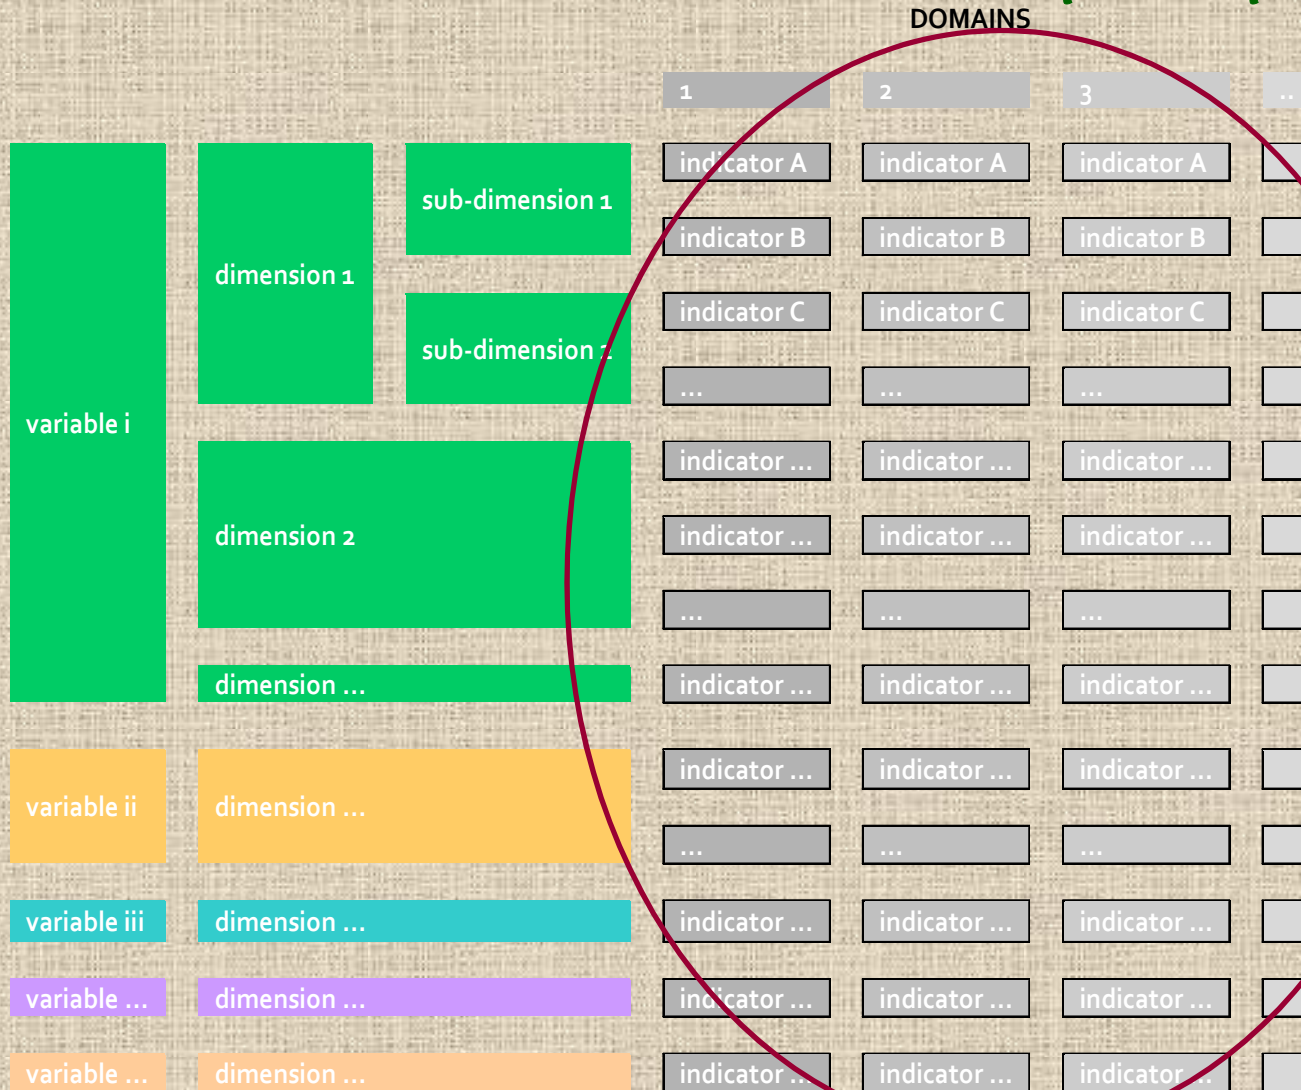 DOMAINS
1 2 3 ..
indicator A indicator A indicator A
sub-dimension 1
indicator B indicator B indicator B
dimension 1
indicator C indicator C indicator C
sub-dimension 2
... ... ...
variable i
indicator ... indicator ... indicator ...
dimension 2
indicator ... indicator ... indicator ...
... ... ...
dimension ... indicator ... indicator ... indicator ...
indicator ... indicator ... indicator ...
variable ii dimension ...
... ... ...
variable iii dimension ... indicator ... indicator ... indicator ...
variable ... dimension ... indicator ... indicator ... indicator ...
variable ... dimension ... indicator ... indicator ... indicator ...